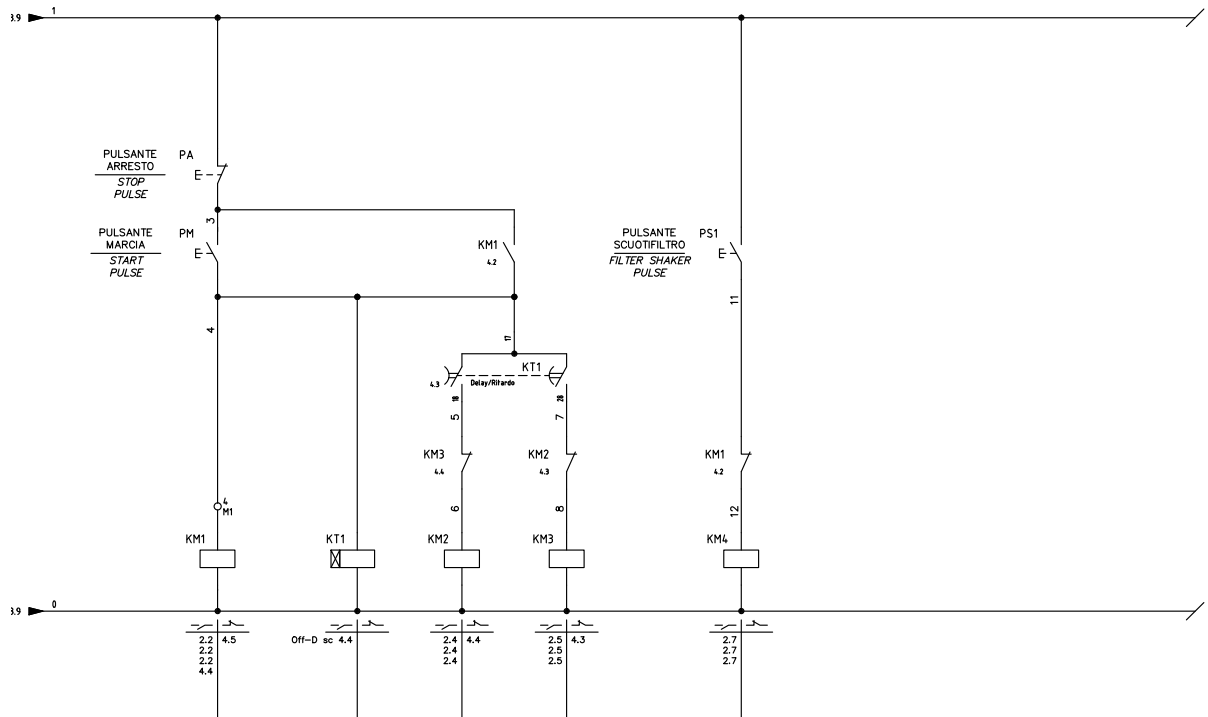 1
3.9
PULSANTE
ARRESTO
STOP
PULSE
PA
E
3
PULSANTE
MARCIA
START
PULSE
PM
E
KM1
4.2
PULSANTE
SCUOTIFILTRO
FILTER SHAKER
PULSE
PS1
E
11
4
17
KT1
4.3
Delay/Ritardo
18
28
5
7
KM3
4.4
KM2
4.3
KM1
4.2
6
8
12
4
M1
KM1
KT1
KM2
KM3
KM4
0
3.9
2.2 4.5
2.2
2.2
4.4
Off-D sc 4.4
2.4 4.4
2.4
2.4
2.5 4.3
2.5
2.5
2.7
2.7
2.7